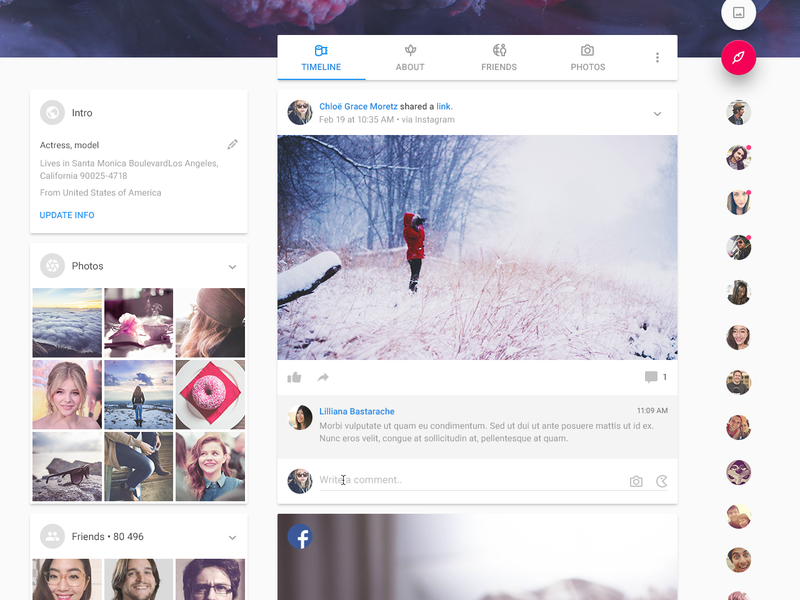 TIMELINE
ABOUT
FRIENDS
PHOTOS
Intro
Actress, model
Lives in Santa Monica BoulevardLos Angeles,
California 90025-4718
From United States of America
UPDATE INFO
Photos
Friends • 80 496
Chloë Grace Moretz shared a link.
Feb 19 at 10:35 AM • via Instagram
1
Lilliana Bastarache
11:09 AM
Morbi vulputate ut quam eu condimentum. Sed ut dui ut ante posuere mattis ut id ex.
Nunc eros velit, congue at sollicitudin at, pellentesque at quam.
Write a comment..